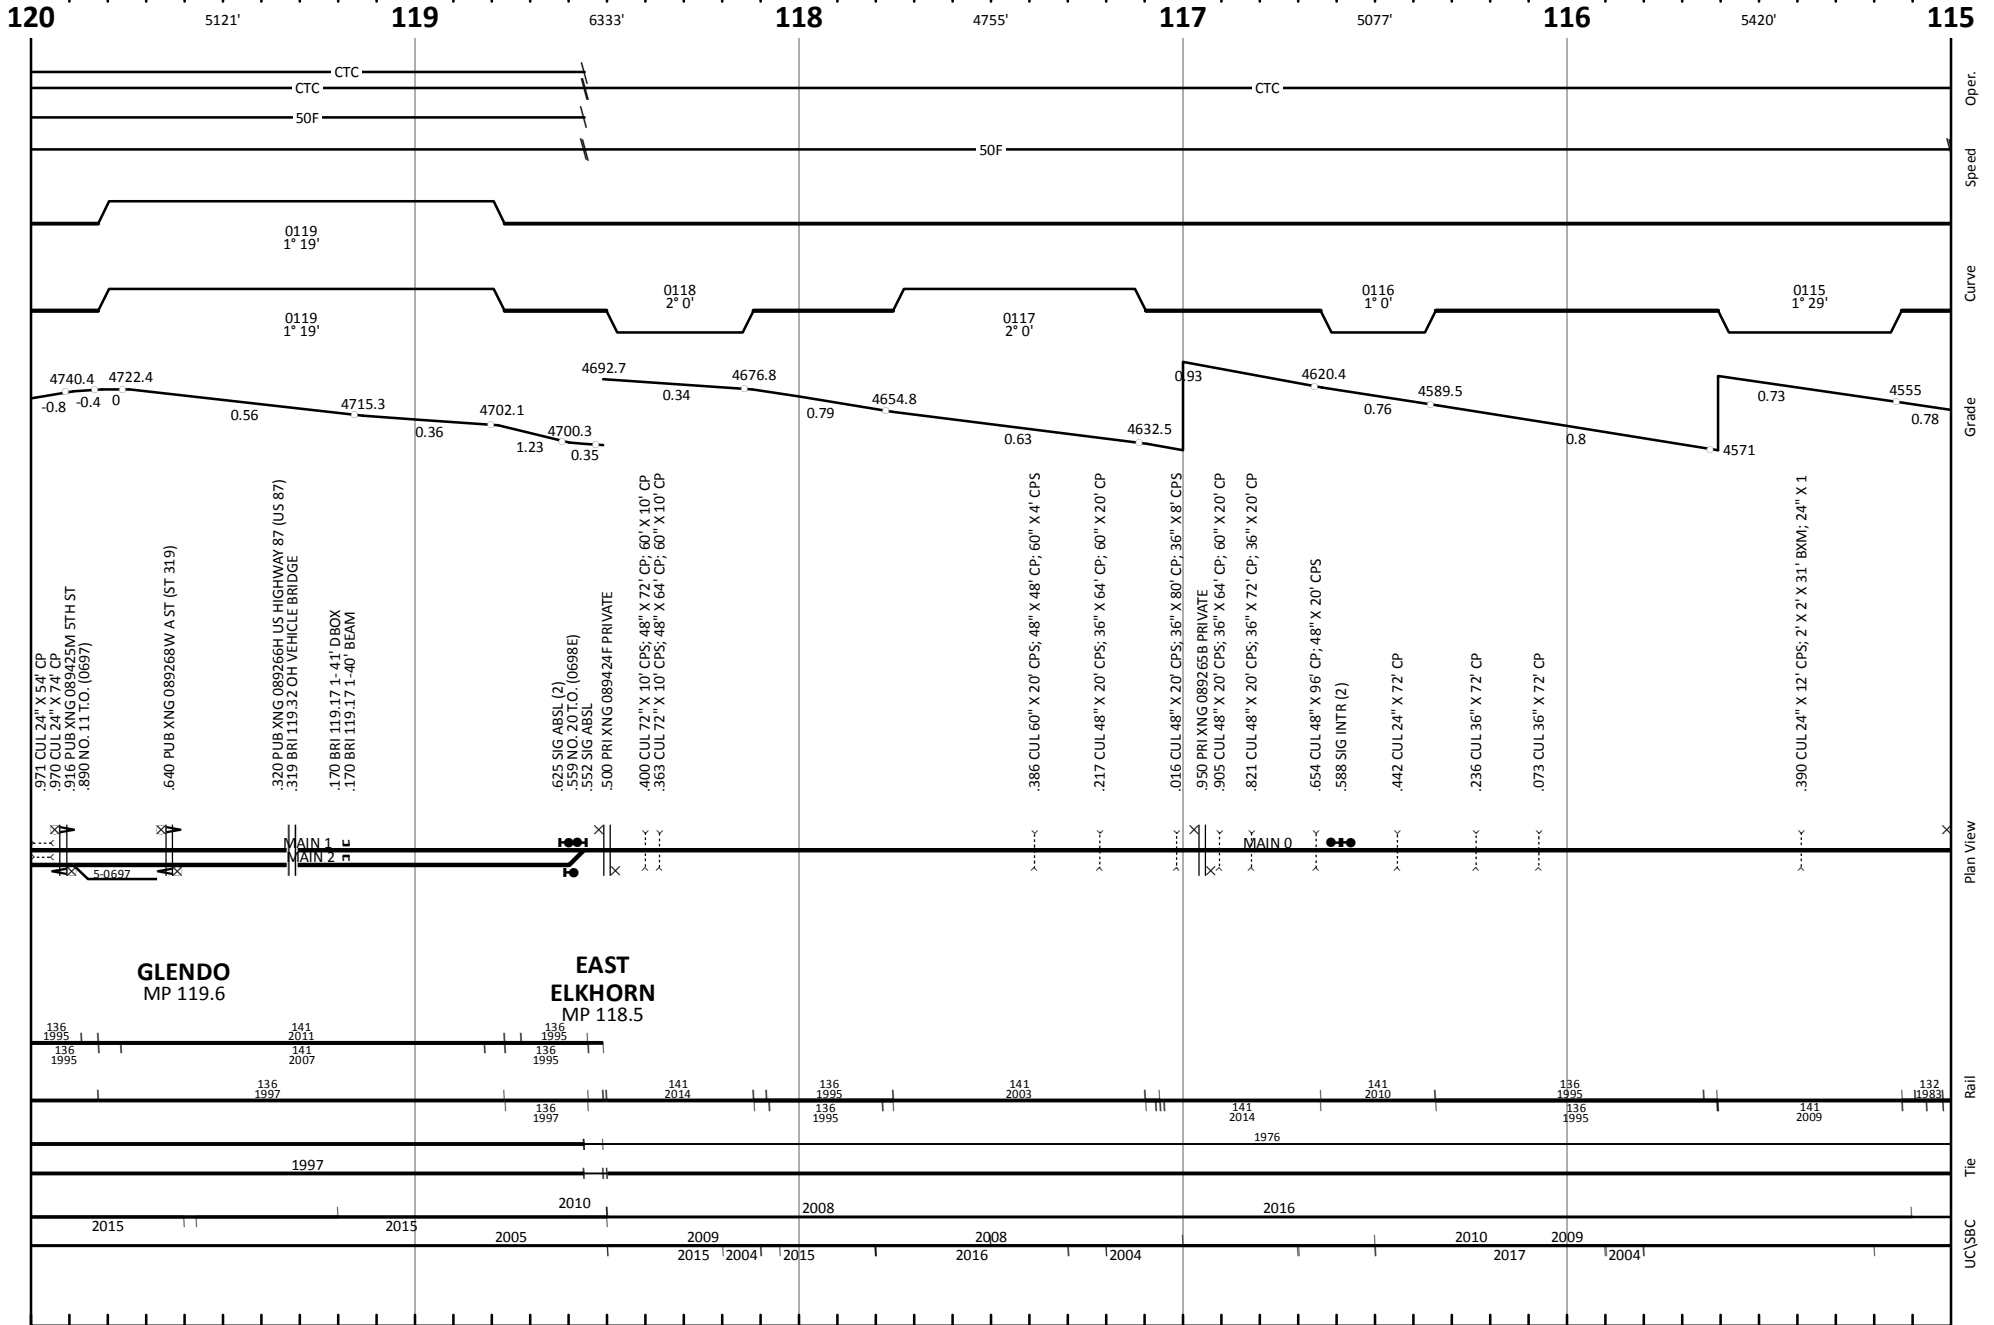 120 5121' 119 6333' 118 4755' 117 5077' 116 5420' 115
CTC
CTC CTC
Oper.
50F
50F
Speed
0119
1° 19'
0118
2° 0'
0116
1° 0'
0115
1° 29'
0119
1° 19'
0117
2° 0'
Curve
4740.4 4722.4 4715.3 4702.1 4700.3 4692.7 4676.8 4654.8 4632.5 4620.4 4589.5 4571 4555
-0.8 -0.4 0 0.56 0.36 1.23 0.35 0.34 0.79 0.63 0.93 0.76 0.8 0.73 0.78
Grade
.971 CUL 24" X 54' CP
.970 CUL 24" X 74' CP
.916 PUB XNG 089425M 5TH ST
.890 NO. 11 T.O. (0697)
.640 PUB XNG 089268W A ST (ST 319)
.320 PUB XNG 089266H US HIGHWAY 87 (US 87)
.319 BRI 119.32 OH VEHICLE BRIDGE
.170 BRI 119.17 1-41' DBOX
.170 BRI 119.17 1-40' BEAM
.625 SIG ABSL (2)
.559 NO. 20 T.O. (0698E)
.552 SIG ABSL
.500 PRI XNG 089424F PRIVATE
.400 CUL 72" X 10' CPS; 48" X 72' CP; 60' X 10' CP
.363 CUL 72" X 10' CPS; 48" X 64' CP; 60" X 10' CP
.386 CUL 60" X 20' CPS; 48" X 48' CP; 60" X 4' CPS
.217 CUL 48" X 20' CPS; 36" X 64' CP; 60" X 20' CP
.016 CUL 48" X 20' CPS; 36" X 80' CP; 36" X 8' CPS
.950 PRI XNG 089265B PRIVATE
.905 CUL 48" X 20' CPS; 36" X 64' CP; 60" X 20' CP
.821 CUL 48" X 20' CPS; 36" X 72' CP; 36" X 20' CP
.654 CUL 48" X 96' CP; 48" X 20' CPS
.588 SIG INTR (2)
.442 CUL 24" X 72' CP
.236 CUL 36" X 72' CP
.073 CUL 36" X 72' CP
.390 CUL 24" X 12' CPS; 2' X 2' X 31' BXM; 24" X 1
MAIN 1
MAIN 2
MAIN 0
5-0697
Plan View
GLENDO
MP 119.6
EAST
ELKHORN
MP 118.5
136 141 136
1995 2011 1995
136 141 136
1995 2007 1995
136 141 136 141 141 136 132
1997 2014 1995 2003 2010 1995 1983
136 136 141 136 141
1997 1995 2014 1995 2009
Rail
1976
1997
Tie
2010 2008 2016
2015 2015
2005 2009 2008 2010 2009
2015 2004 2015 2016 2004 2017 2004
UC\SBC